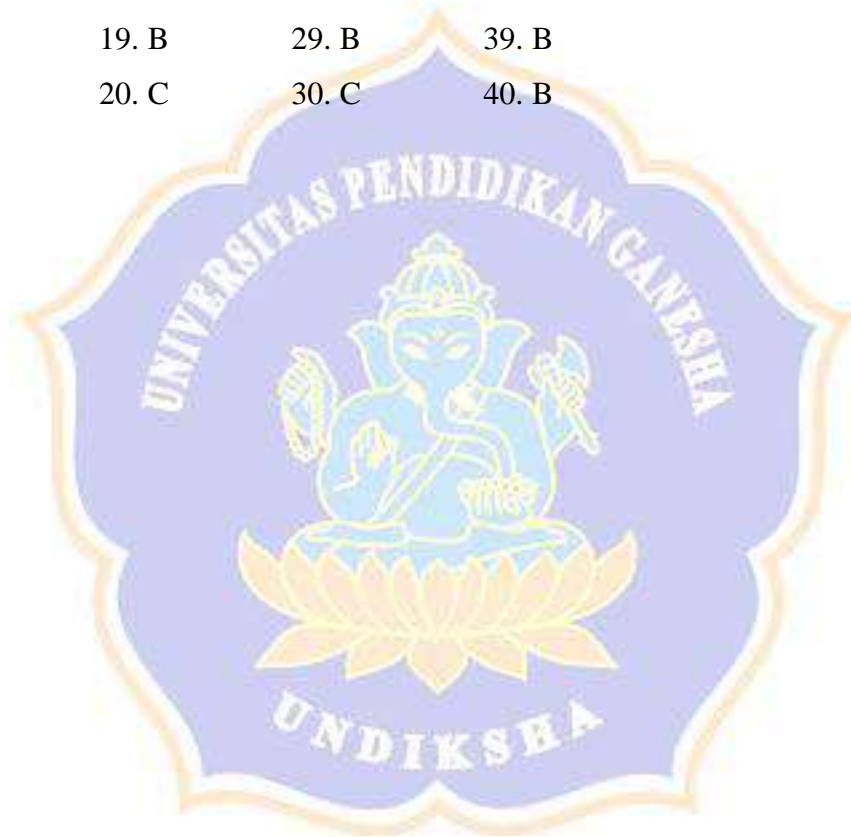 19. B 29. B 39. B
20. C 30. C 40. B
UNIVERSITAS PENDIDIKAN GANESHA
UNDIKSHA